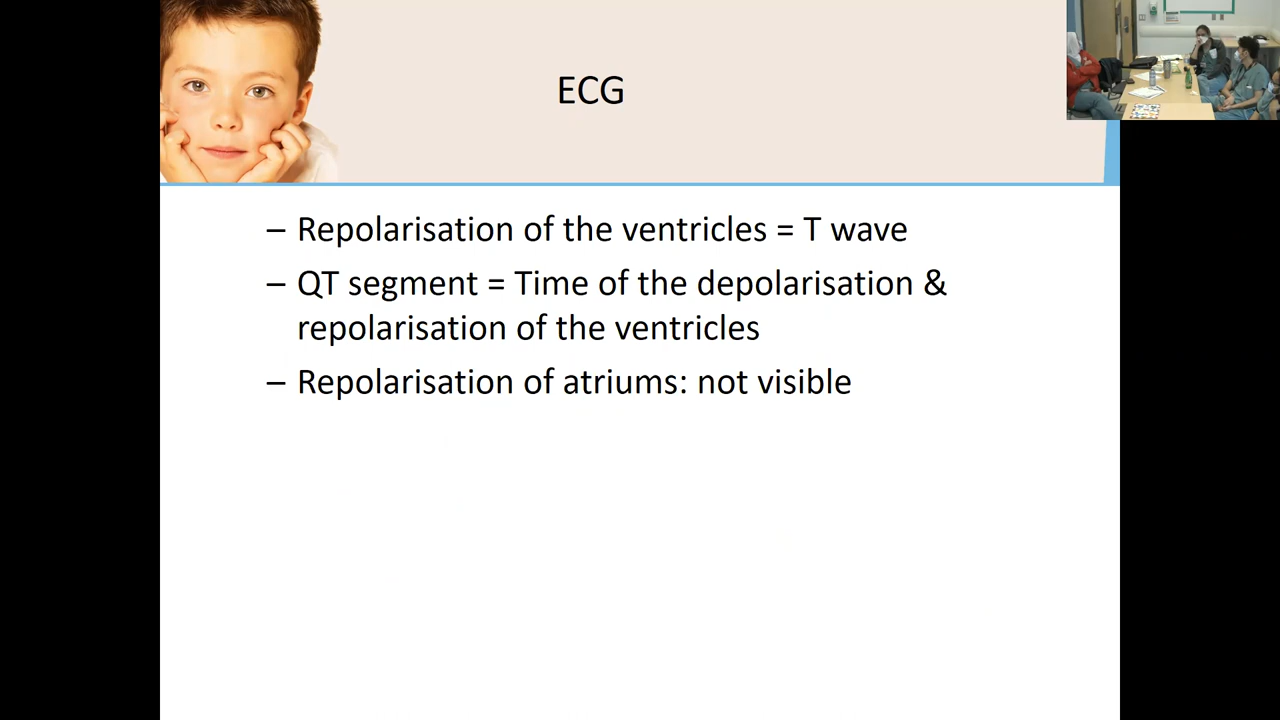 ECG
– Repolarisation of the ventricles = T wave
– QT segment = Time of the depolarisation &
repolarisation of the ventricles
– Repolarisation of atriums: not visible